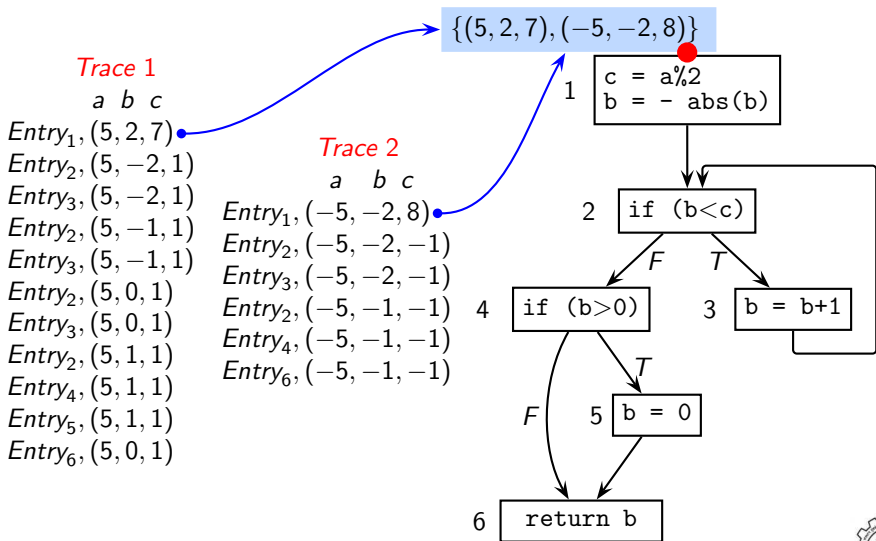 {(5, 2, 7), (−5, −2, 8)}
Trace 1
a b c
Entry₁, (5, 2, 7)
Entry₂, (5, −2, 1)
Entry₃, (5, −2, 1)
Entry₂, (5, −1, 1)
Entry₃, (5, −1, 1)
Entry₂, (5, 0, 1)
Entry₃, (5, 0, 1)
Entry₂, (5, 1, 1)
Entry₄, (5, 1, 1)
Entry₅, (5, 1, 1)
Entry₆, (5, 0, 1)
Trace 2
a b c
Entry₁, (−5, −2, 8)
Entry₂, (−5, −2, −1)
Entry₃, (−5, −2, −1)
Entry₂, (−5, −1, −1)
Entry₄, (−5, −1, −1)
Entry₆, (−5, −1, −1)
1
c = a%2
b = - abs(b)
2
if (b<c)
F
T
4
if (b>0)
3
b = b+1
T
F
5
b = 0
6
return b